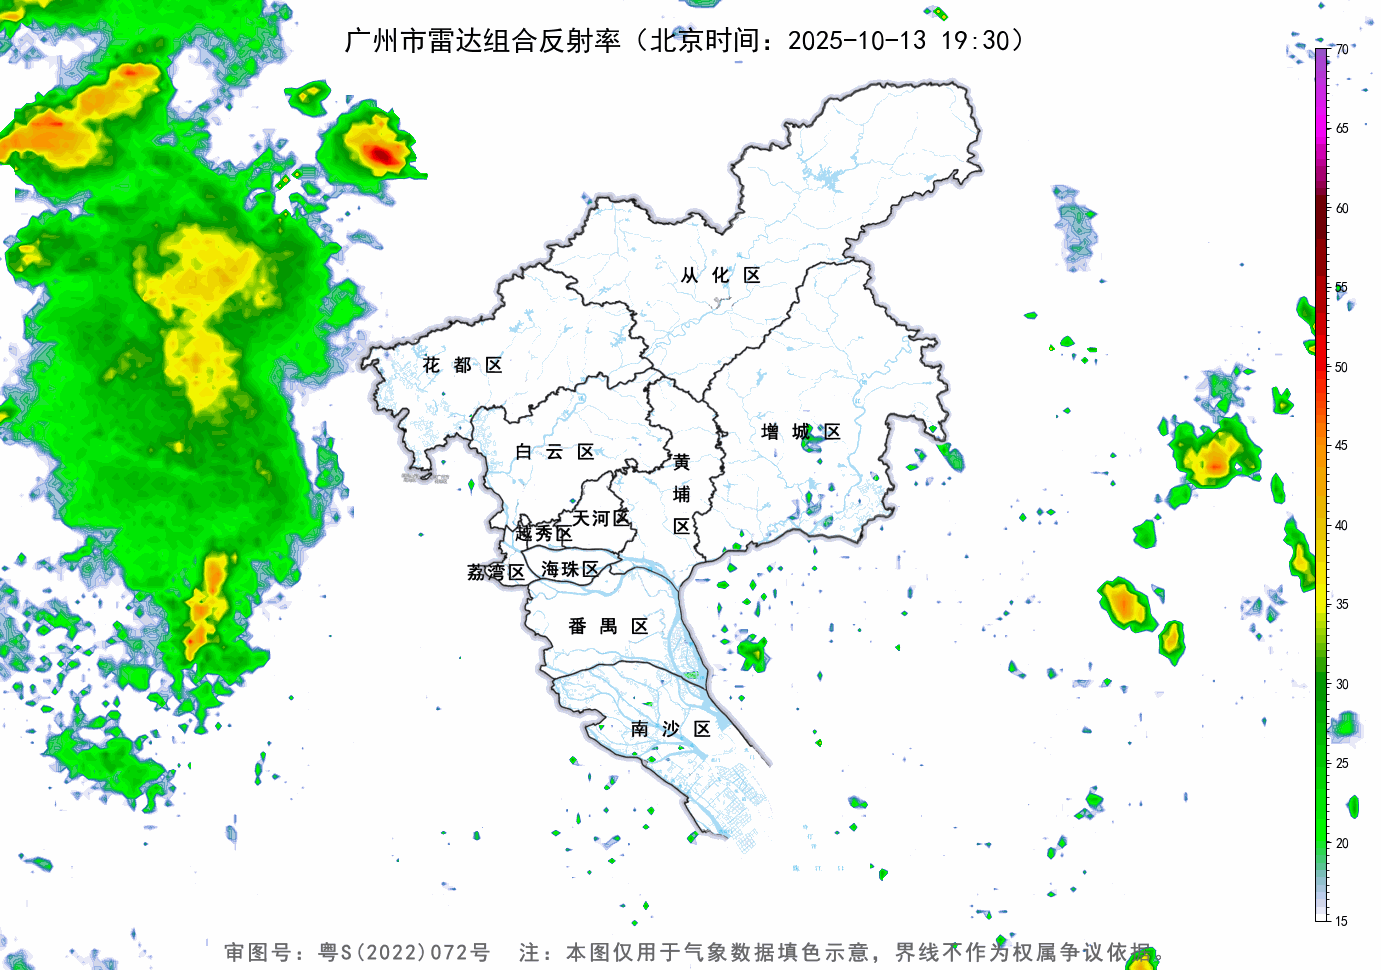 广州市雷达组合反射率（北京时间：2025-10-13 19:30）
70
65
60
55
50
45
40
35
30
25
20
15
从化区
花都区
增城区
白云区
黄埔区
天河区
越秀区
荔湾区
海珠区
番禺区
南沙区
审图号：粤S(2022)072号 注：本图仅用于气象数据填色示意，界线不作为权属争议依据。